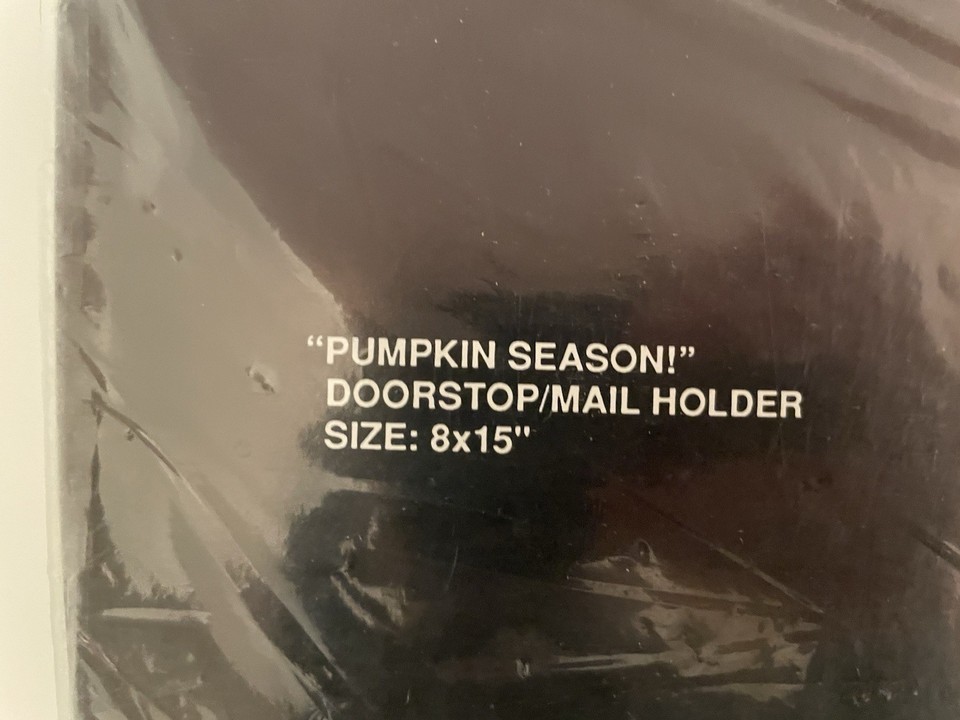 “PUMPKIN SEASON!”
DOORSTOP/MAIL HOLDER
SIZE: 8x15"